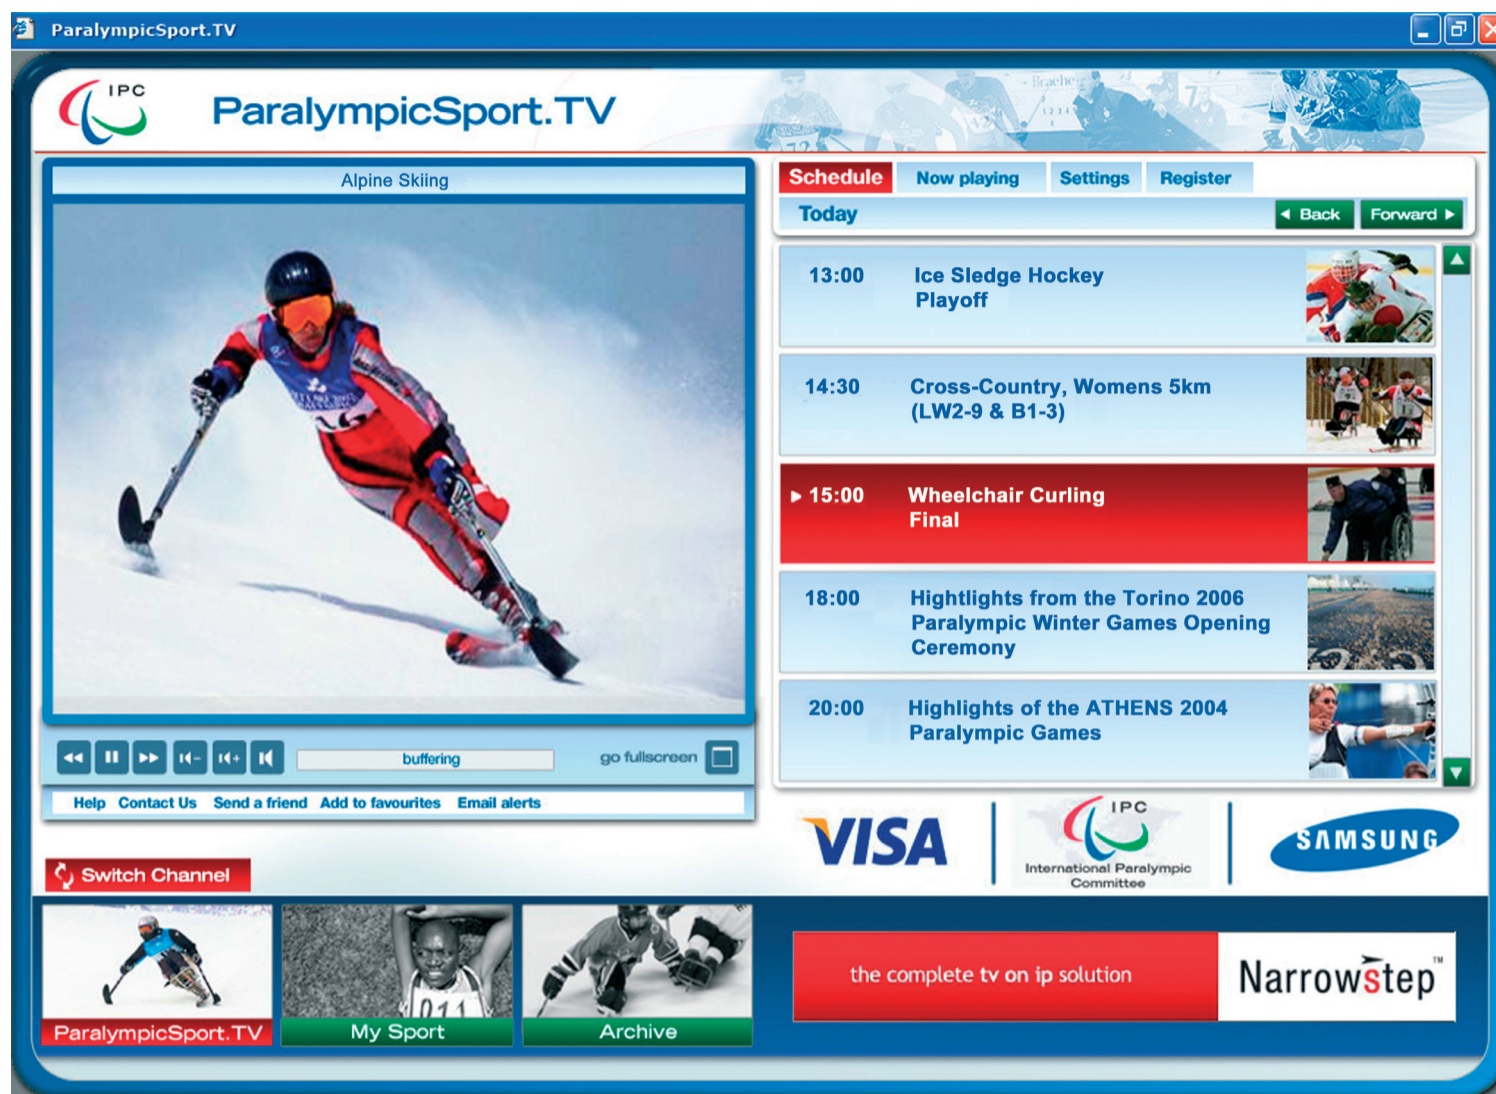 ParalympicSport.TV
IPC
ParalympicSport.TV
Alpine Skiing
Schedule
Now playing
Settings
Register
Today
Back
Forward
13:00
Ice Sledge Hockey
Playoff
14:30
Cross-Country, Womens 5km
(LW2-9 & B1-3)
15:00
Wheelchair Curling
Final
18:00
Hightlights from the Torino 2006
Paralympic Winter Games Opening
Ceremony
20:00
Highlights of the ATHENS 2004
Paralympic Games
buffering
go fullscreen
Help
Contact Us
Send a friend
Add to favourites
Email alerts
VISA
IPC
International Paralympic
Committee
SAMSUNG
Switch Channel
ParalympicSport.TV
My Sport
011
Archive
the complete tv on ip solution
Narrowstep™